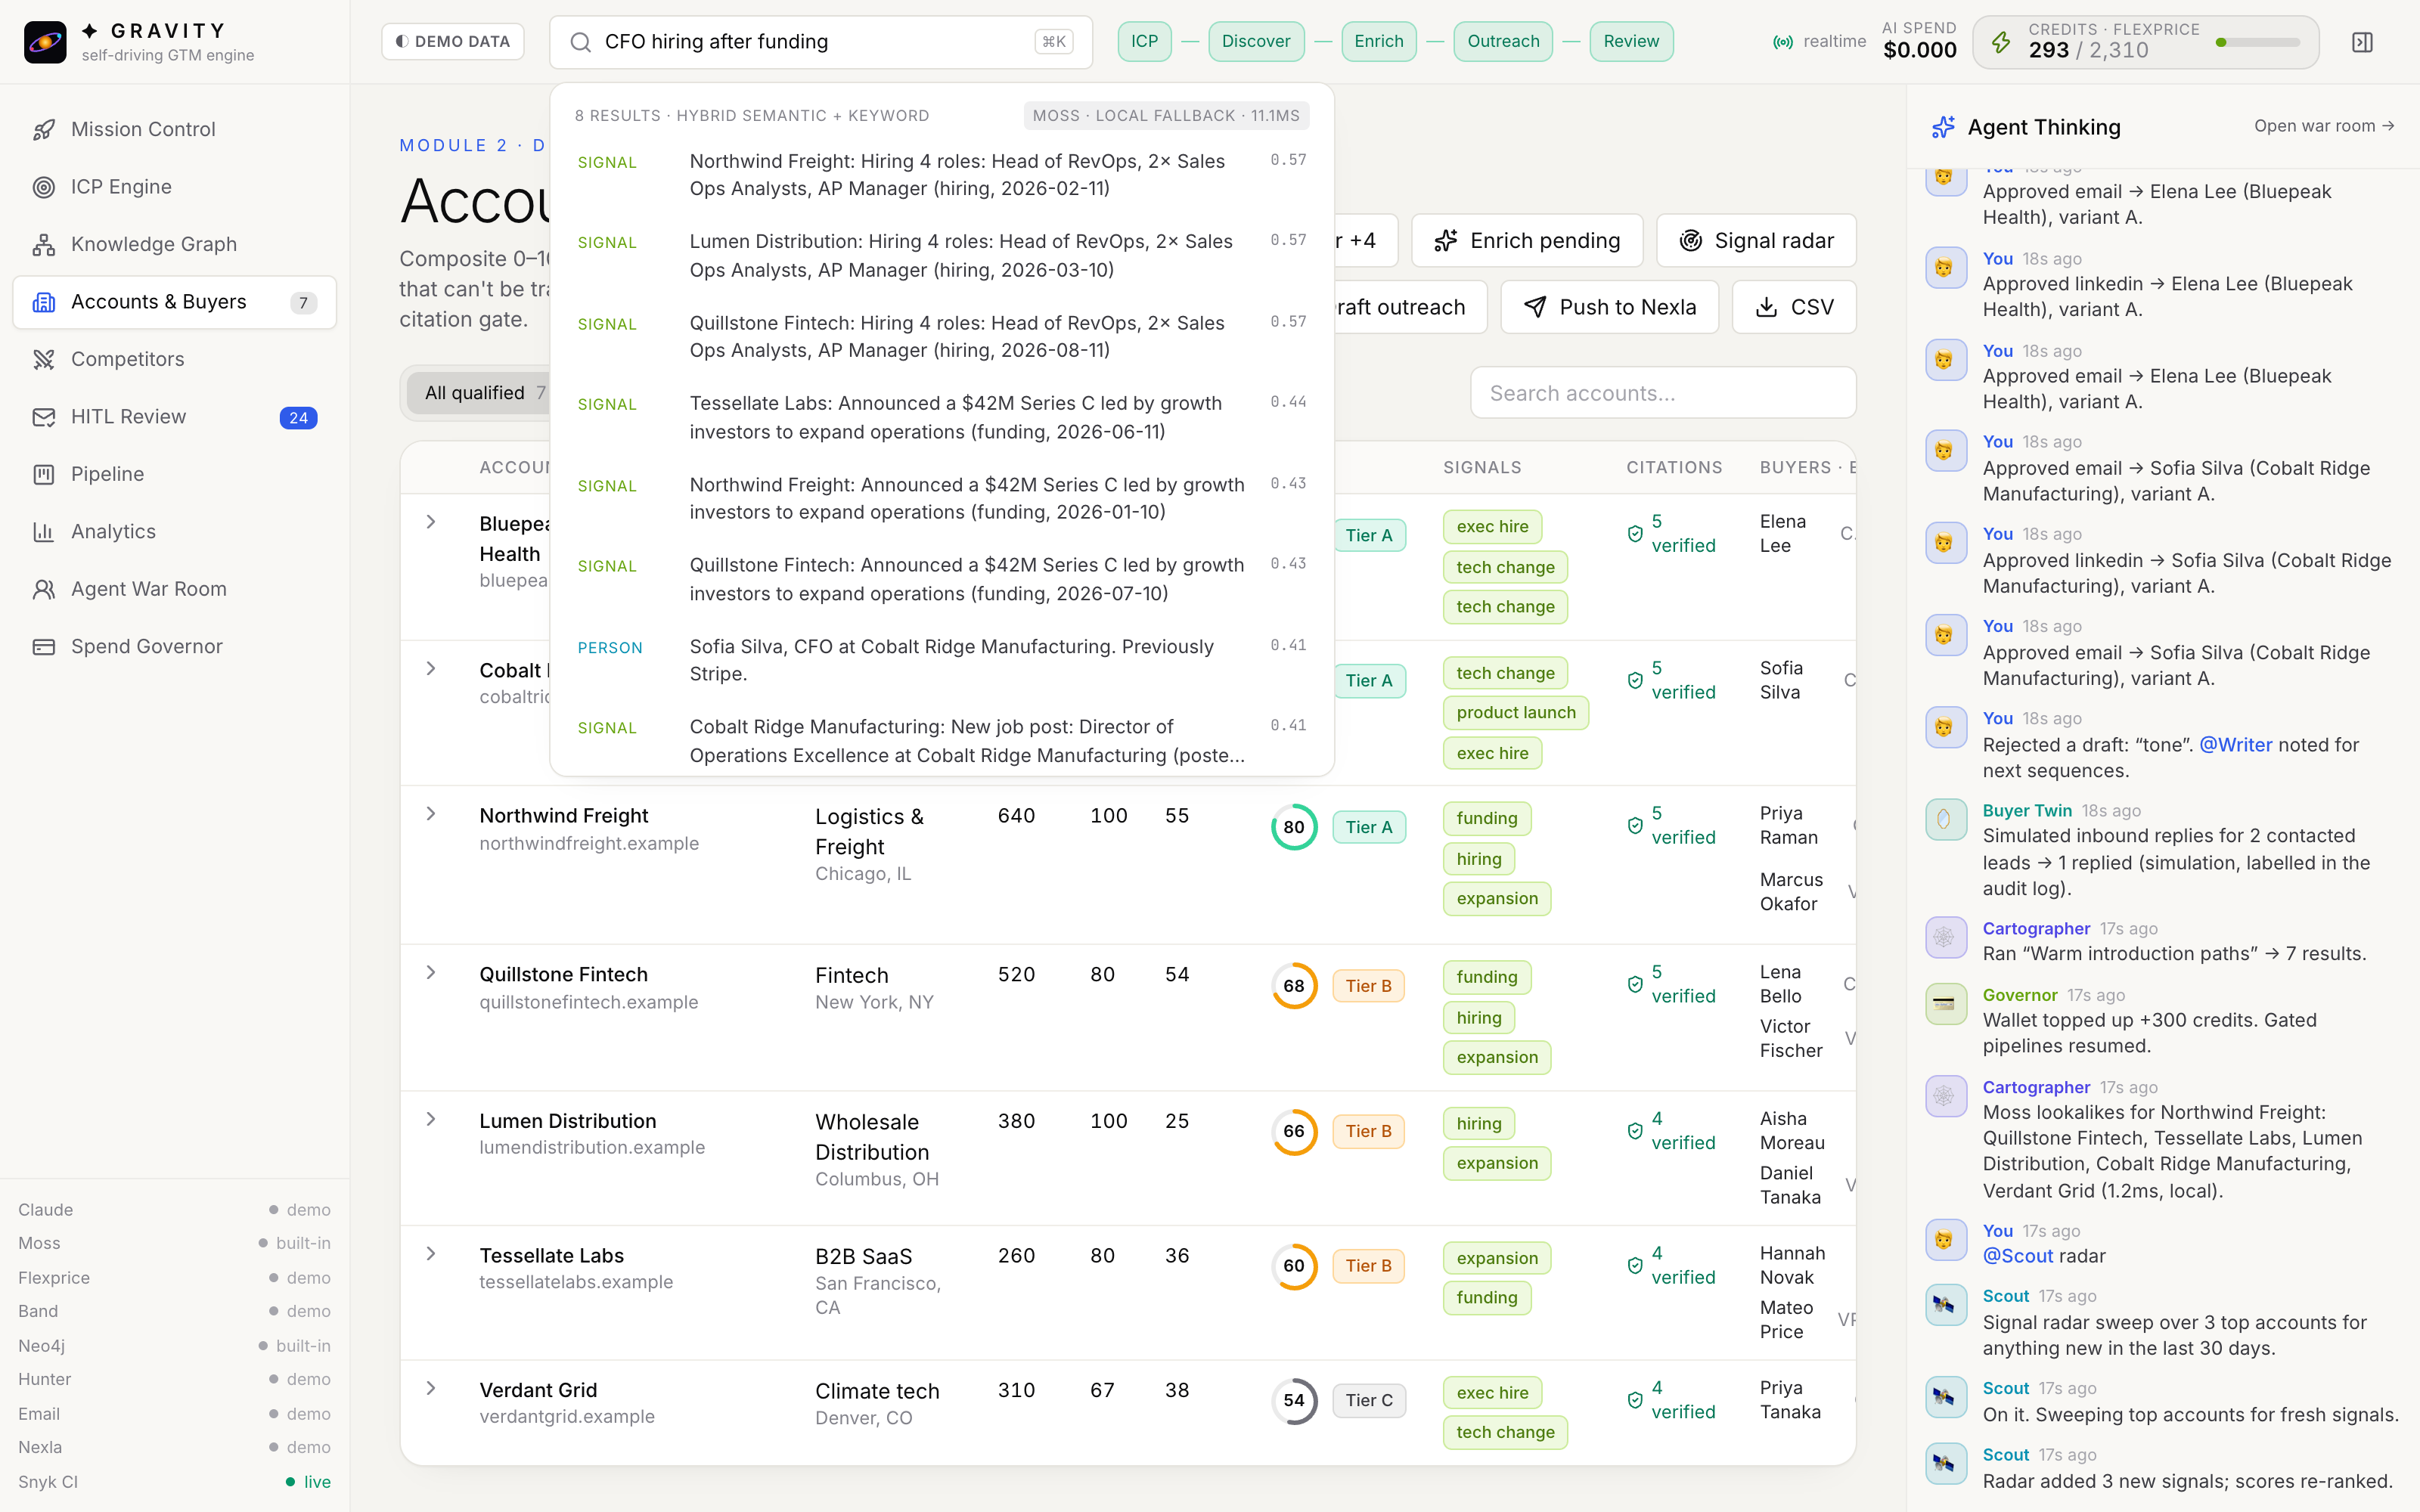 ✦ GRAVITY
self-driving GTM engine
DEMO DATA
CFO hiring after funding
⌘K
ICP
Discover
Enrich
Outreach
Review
realtime
AI SPEND
$0.000
CREDITS · FLEXPRICE
293 / 2,310
Mission Control
ICP Engine
Knowledge Graph
Accounts & Buyers 7
Competitors
HITL Review 24
Pipeline
Analytics
Agent War Room
Spend Governor
Claude demo
Moss built-in
Flexprice demo
Band demo
Neo4j built-in
Hunter demo
Email demo
Nexla demo
Snyk CI live
MODULE 2 · D
Accou
Composite 0–10
that can't be tra
citation gate.
r +4
Enrich pending
Signal radar
raft outreach
Push to Nexla
CSV
All qualified 7
Search accounts...
8 RESULTS · HYBRID SEMANTIC + KEYWORD
MOSS · LOCAL FALLBACK · 11.1MS
SIGNAL Northwind Freight: Hiring 4 roles: Head of RevOps, 2× Sales 0.57
Ops Analysts, AP Manager (hiring, 2026-02-11)
SIGNAL Lumen Distribution: Hiring 4 roles: Head of RevOps, 2× Sales 0.57
Ops Analysts, AP Manager (hiring, 2026-03-10)
SIGNAL Quillstone Fintech: Hiring 4 roles: Head of RevOps, 2× Sales 0.57
Ops Analysts, AP Manager (hiring, 2026-08-11)
SIGNAL Tessellate Labs: Announced a $42M Series C led by growth 0.44
investors to expand operations (funding, 2026-06-11)
SIGNAL Northwind Freight: Announced a $42M Series C led by growth 0.43
investors to expand operations (funding, 2026-01-10)
SIGNAL Quillstone Fintech: Announced a $42M Series C led by growth 0.43
investors to expand operations (funding, 2026-07-10)
PERSON Sofia Silva, CFO at Cobalt Ridge Manufacturing. Previously 0.41
Stripe.
SIGNAL Cobalt Ridge Manufacturing: New job post: Director of 0.41
Operations Excellence at Cobalt Ridge Manufacturing (poste...
ACCOUN SIGNALS CITATIONS BUYERS · E
Bluepea
Health
bluepea
Tier A
exec hire
tech change
tech change
5
verified
Elena
Lee
C.
Cobalt
cobaltric
Tier A
tech change
product launch
exec hire
5
verified
Sofia
Silva
C
Northwind Freight
northwindfreight.example
Logistics &
Freight
Chicago, IL
640 100 55
80 Tier A
funding
hiring
expansion
5
verified
Priya
Raman
Marcus
Okafor
V
Quillstone Fintech
quillstonefintech.example
Fintech
New York, NY
520 80 54
68 Tier B
funding
hiring
expansion
5
verified
Lena
Bello
C
Victor
Fischer
V
Lumen Distribution
lumendistribution.example
Wholesale
Distribution
Columbus, OH
380 100 25
66 Tier B
hiring
expansion
4
verified
Aisha
Moreau
Daniel
Tanaka
V
Tessellate Labs
tessellatelabs.example
B2B SaaS
San Francisco,
CA
260 80 36
60 Tier B
expansion
funding
4
verified
Hannah
Novak
Mateo
Price
VP
Verdant Grid
verdantgrid.example
Climate tech
Denver, CO
310 67 38
54 Tier C
exec hire
tech change
4
verified
Priya
Tanaka
Agent Thinking
Open war room →
Approved email → Elena Lee (Bluepeak
Health), variant A.
You 18s ago
Approved linkedin → Elena Lee (Bluepeak
Health), variant A.
You 18s ago
Approved email → Elena Lee (Bluepeak
Health), variant A.
You 18s ago
Approved email → Sofia Silva (Cobalt Ridge
Manufacturing), variant A.
You 18s ago
Approved linkedin → Sofia Silva (Cobalt Ridge
Manufacturing), variant A.
You 18s ago
Approved email → Sofia Silva (Cobalt Ridge
Manufacturing), variant A.
You 18s ago
Rejected a draft: “tone”. @Writer noted for
next sequences.
Buyer Twin 18s ago
Simulated inbound replies for 2 contacted
leads → 1 replied (simulation, labelled in the
audit log).
Cartographer 17s ago
Ran “Warm introduction paths” → 7 results.
Governor 17s ago
Wallet topped up +300 credits. Gated
pipelines resumed.
Cartographer 17s ago
Moss lookalikes for Northwind Freight:
Quillstone Fintech, Tessellate Labs, Lumen
Distribution, Cobalt Ridge Manufacturing,
Verdant Grid (1.2ms, local).
You 17s ago
@Scout radar
Scout 17s ago
Signal radar sweep over 3 top accounts for
anything new in the last 30 days.
Scout 17s ago
On it. Sweeping top accounts for fresh signals.
Scout 17s ago
Radar added 3 new signals; scores re-ranked.